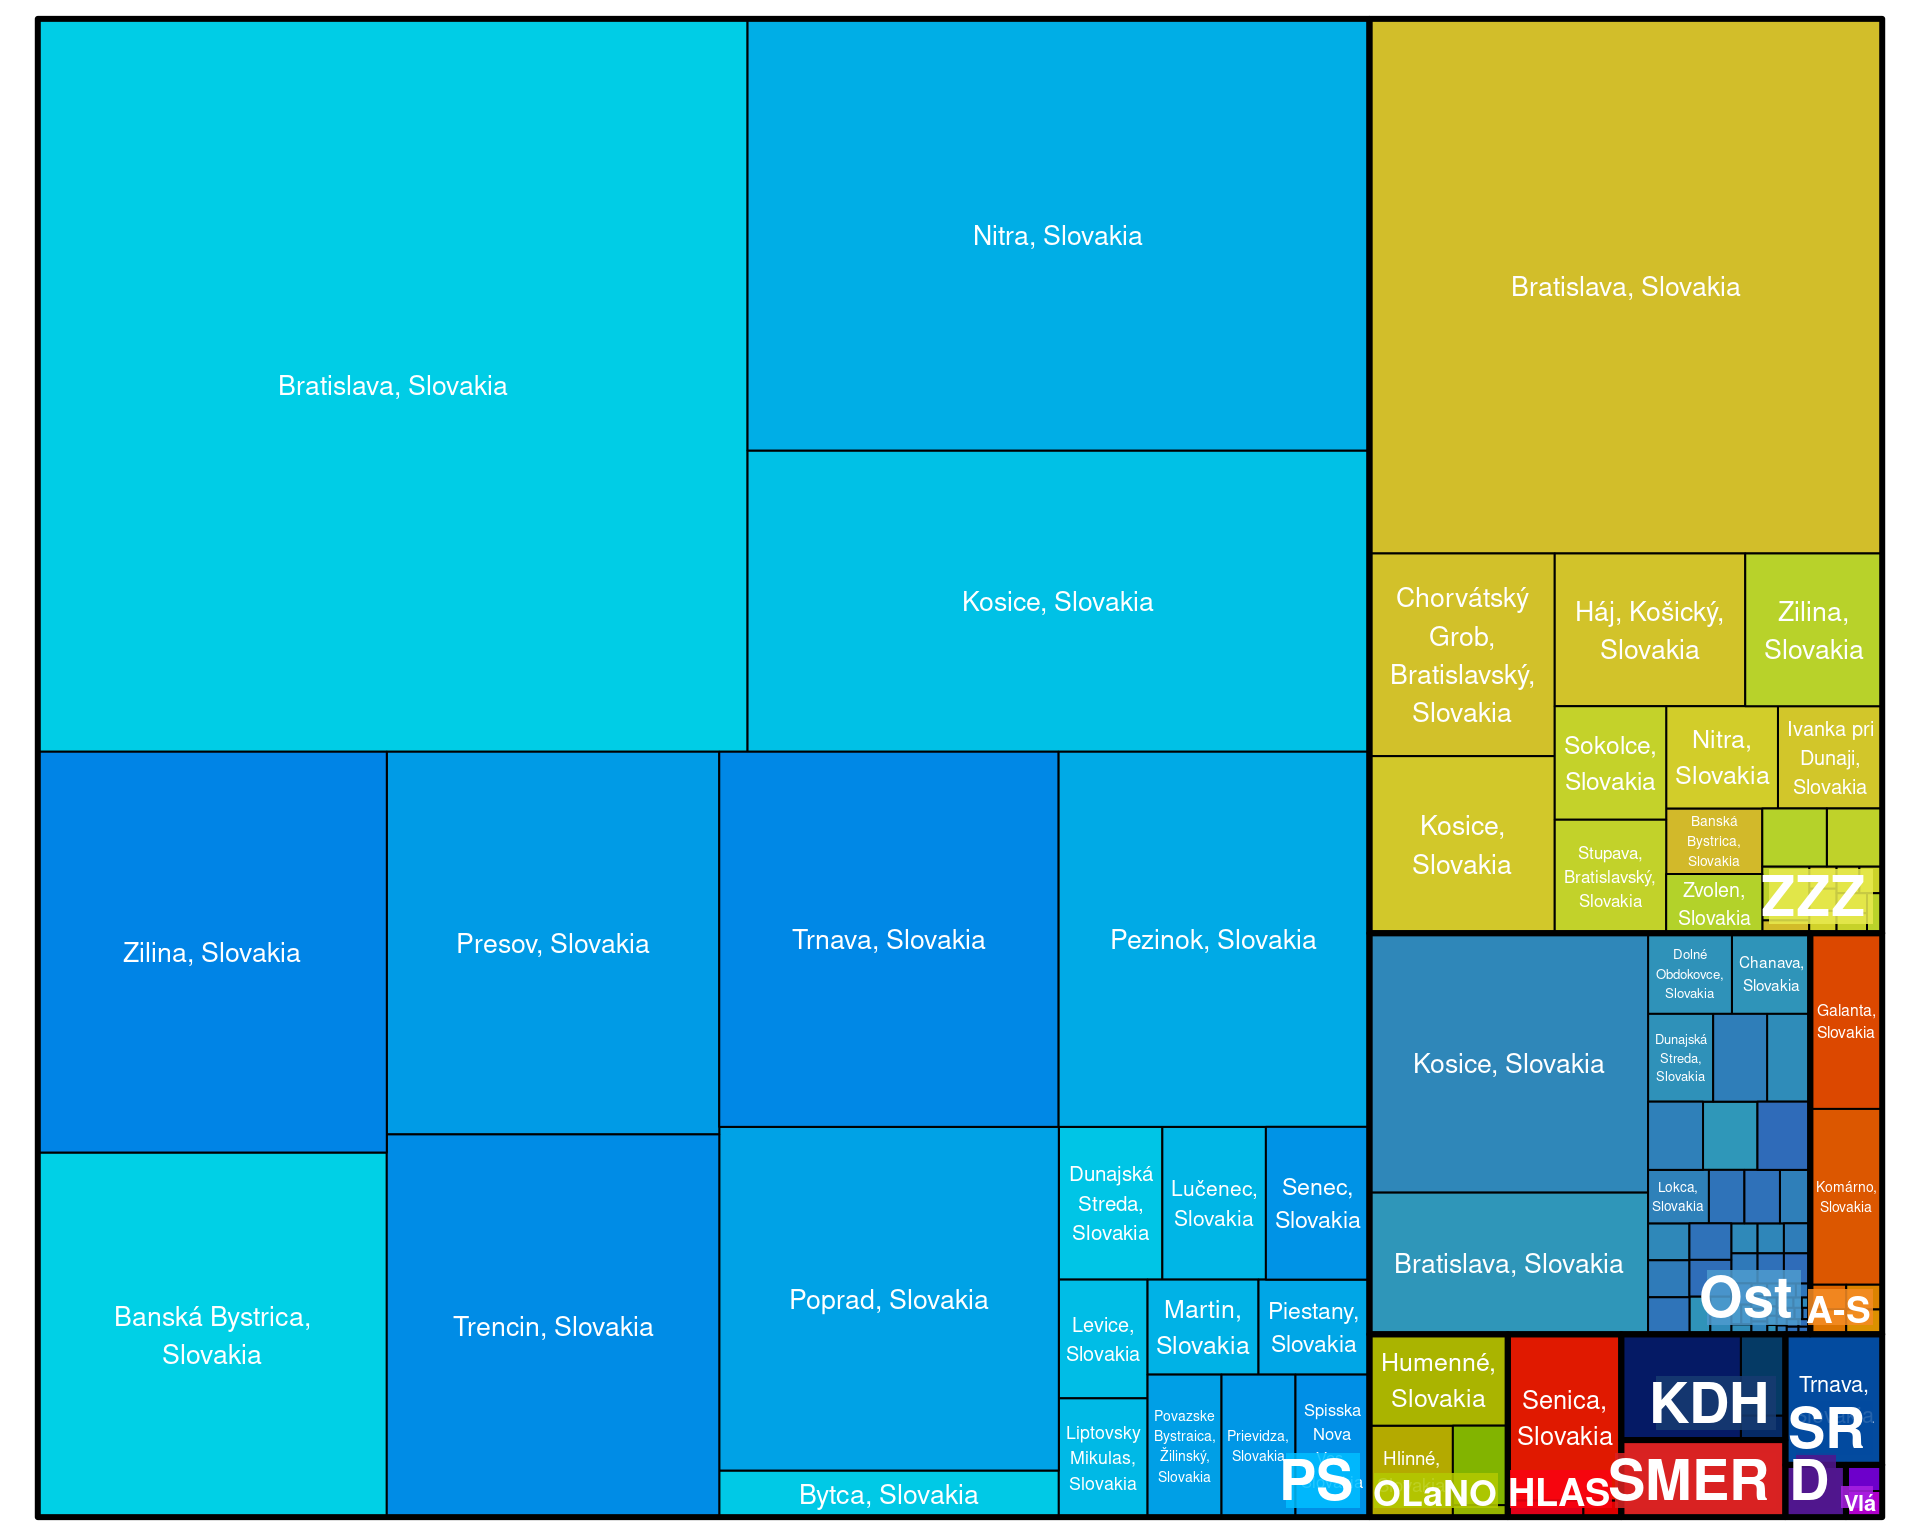 Bratislava, Slovakia
Nitra, Slovakia
Kosice, Slovakia
Zilina, Slovakia
Presov, Slovakia
Trnava, Slovakia
Pezinok, Slovakia
Banská Bystrica,
Slovakia
Trencin, Slovakia
Poprad, Slovakia
Bytca, Slovakia
Dunajská
Streda,
Slovakia
Lučenec,
Slovakia
Senec,
Slovakia
Levice,
Slovakia
Martin,
Slovakia
Piestany,
Slovakia
Liptovsky
Mikulas,
Slovakia
Povazske
Bystraica,
Žilinský,
Slovakia
Prievidza,
Slovakia
Spisska
Nova
PS
Bratislava, Slovakia
Chorvátský
Grob,
Bratislavský,
Slovakia
Háj, Košický,
Slovakia
Zilina,
Slovakia
Kosice,
Slovakia
Sokolce,
Slovakia
Nitra,
Slovakia
Ivanka pri
Dunaji,
Slovakia
Stupava,
Bratislavský,
Slovakia
Banská
Bystrica,
Slovakia
Zvolen,
Slovakia
ZZZ
Kosice, Slovakia
Bratislava, Slovakia
Dolné
Obdokovce,
Slovakia
Chanava,
Slovakia
Dunajská
Streda,
Slovakia
Lokca,
Slovakia
Ost
Galanta,
Slovakia
Komárno,
Slovakia
A-S
Humenné,
Slovakia
Hlinné,
OLaNO
Senica,
Slovakia
HLAS
KDH
SMER
Trnava,
SR
D
Vlá